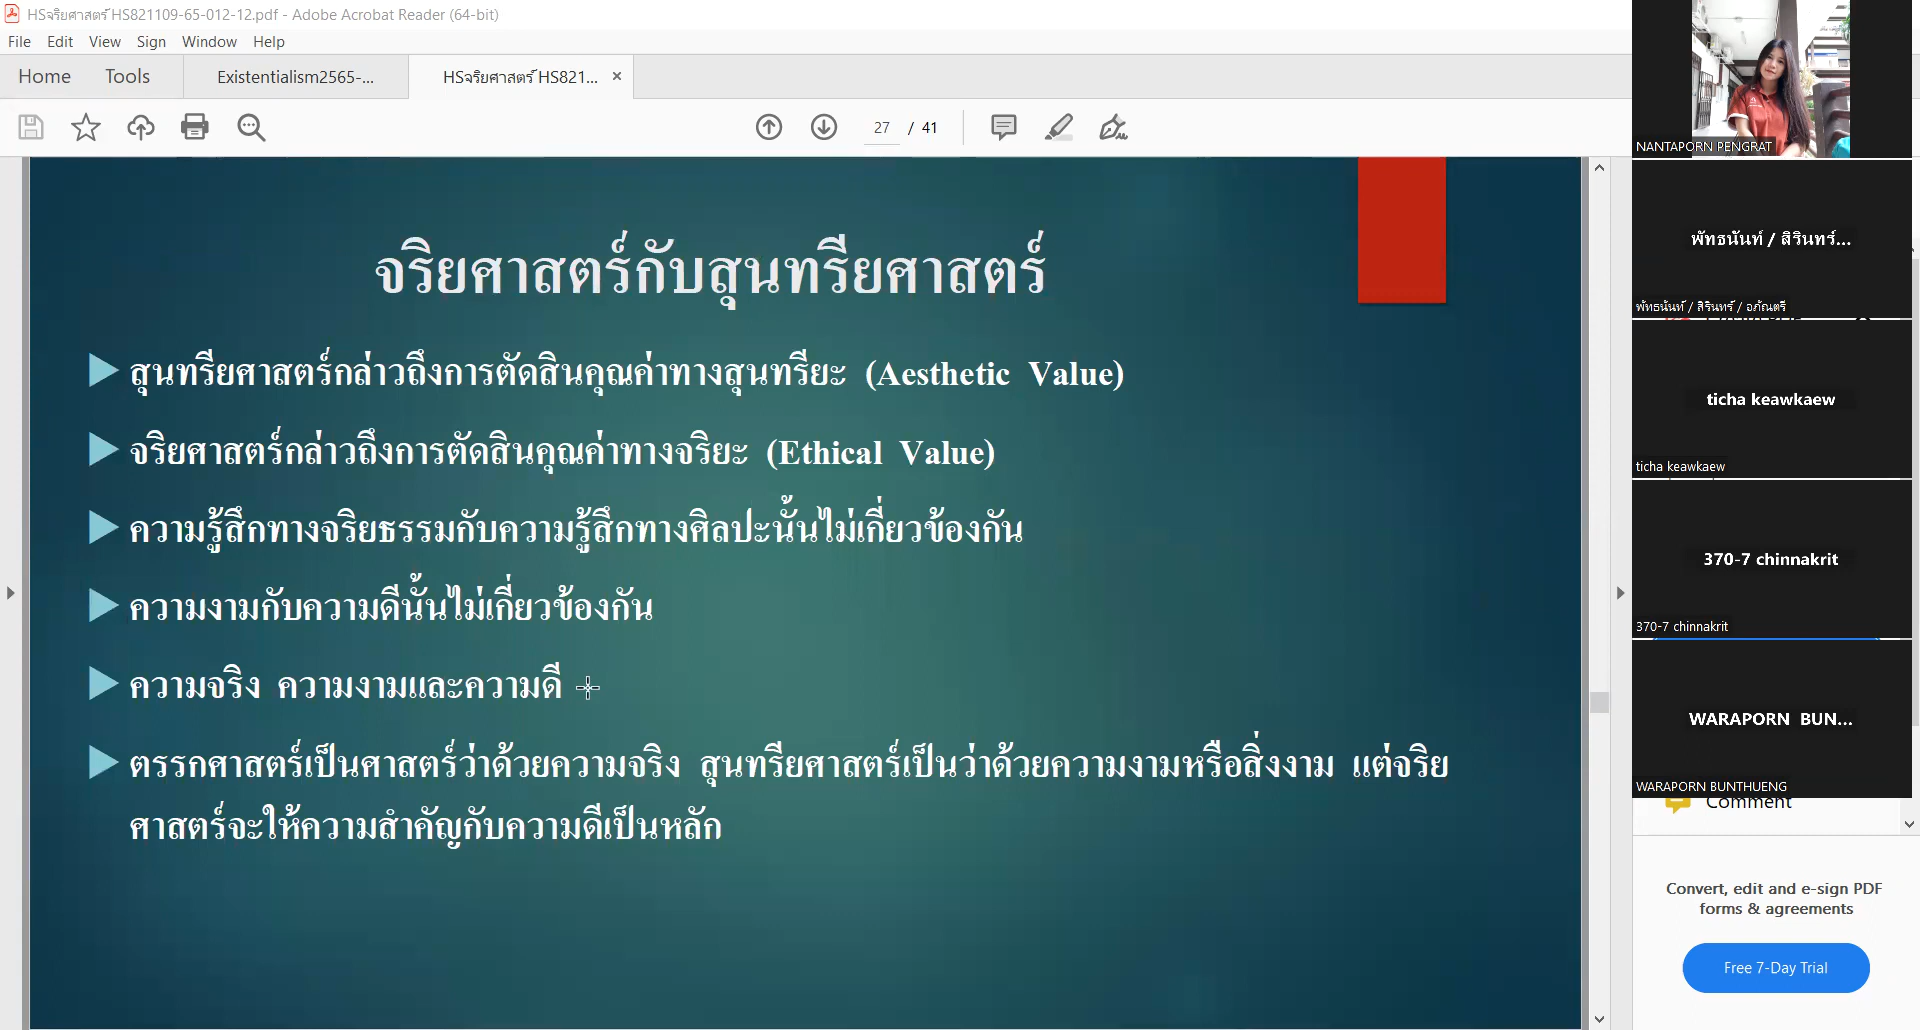 HSจริยศาสตร์ HS821109-65-012-12.pdf - Adobe Acrobat Reader (64-bit)
File Edit View Sign Window Help
Home Tools Existentialism2565-... HSจริยศาสตร์ HS821... ×
27 / 41
จริยศาสตร์กับสุนทรียศาสตร์
สุนทรียศาสตร์กล่าวถึงการตัดสินคุณค่าทางสุนทรียะ (Aesthetic Value)
จริยศาสตร์กล่าวถึงการตัดสินคุณค่าทางจริยะ (Ethical Value)
ความรู้สึกทางจริยธรรมกับความรู้สึกทางศิลปะนั้นไม่เกี่ยวข้องกัน
ความงามกับความดีนั้นไม่เกี่ยวข้องกัน
ความจริง ความงามและความดี
ตรรกศาสตร์เป็นศาสตร์ว่าด้วยความจริง สุนทรียศาสตร์เป็นว่าด้วยความงามหรือสิ่งงาม แต่จริย
ศาสตร์จะให้ความสำคัญกับความดีเป็นหลัก
NANTAPORN PENGRAT
พัทธนันท์ / สิรินทร์...
พัทธนันท์ / สิรินทร์ / อภัณตรี
ticha keawkaew
ticha keawkaew
370-7 chinnakrit
370-7 chinnakrit
WARAPORN BUN...
WARAPORN BUNTHUENG
Comment
Convert, edit and e-sign PDF
forms & agreements
Free 7-Day Trial